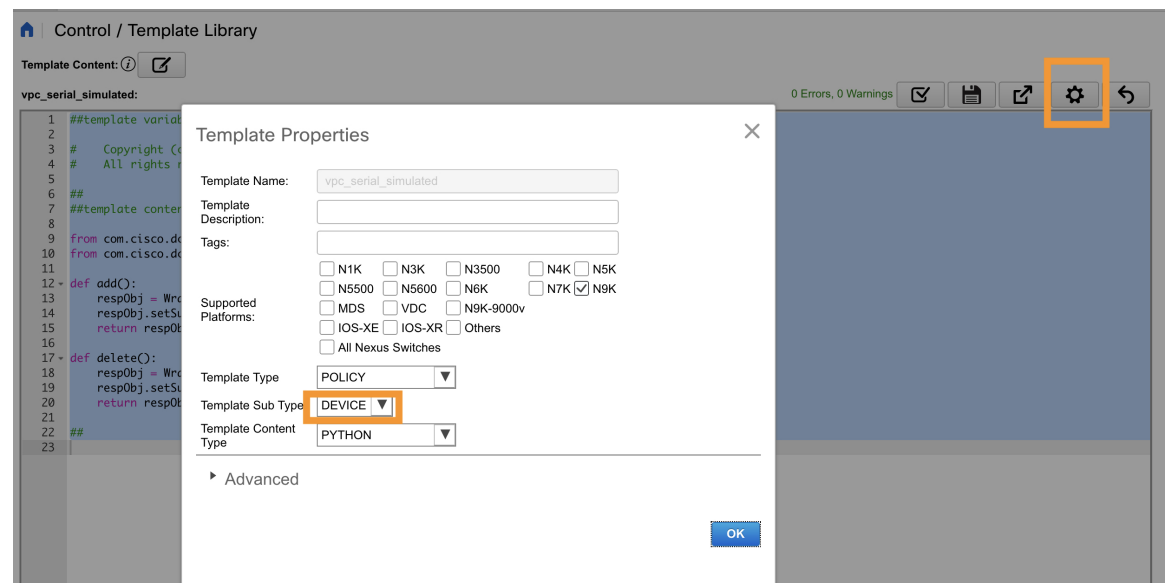 Control / Template Library
Template Content: i
vpc_serial_simulated:
0 Errors, 0 Warnings
1 ##template variab
2
3 # Copyright (c
4 # All rights r
5
6 ##
7 ##template conten
8
9 from com.cisco.dc
10 from com.cisco.dc
11
12 def add():
13 respObj = Wra
14 respObj.setSu
15 return respOb
16
17 def delete():
18 respObj = Wra
19 respObj.setSu
20 return respOb
21
22 ##
23
Template Properties
Template Name: vpc_serial_simulated
Template
Description:
Tags:
Supported
Platforms:
N1K N3K N3500 N4K N5K
N5500 N5600 N6K N7K N9K
MDS VDC N9K-9000v
IOS-XE IOS-XR Others
All Nexus Switches
Template Type POLICY
Template Sub Type DEVICE
Template Content
Type
PYTHON
Advanced
OK